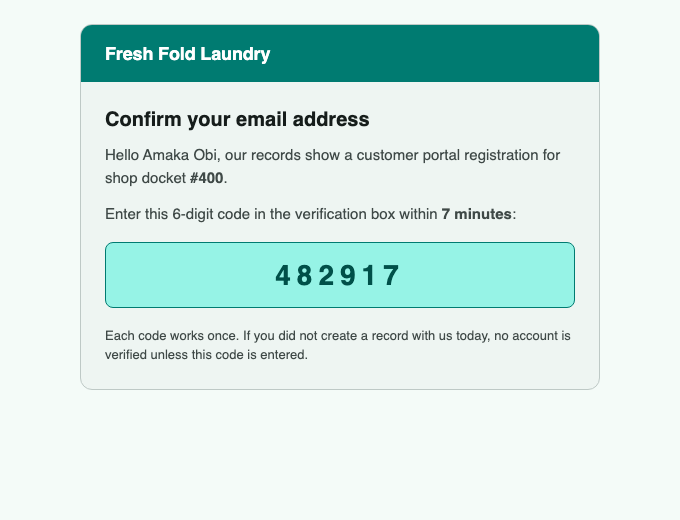 Fresh Fold Laundry
Confirm your email address
Hello Amaka Obi, our records show a customer portal registration for
shop docket #400.
Enter this 6-digit code in the verification box within 7 minutes:
482917
Each code works once. If you did not create a record with us today, no account is
verified unless this code is entered.